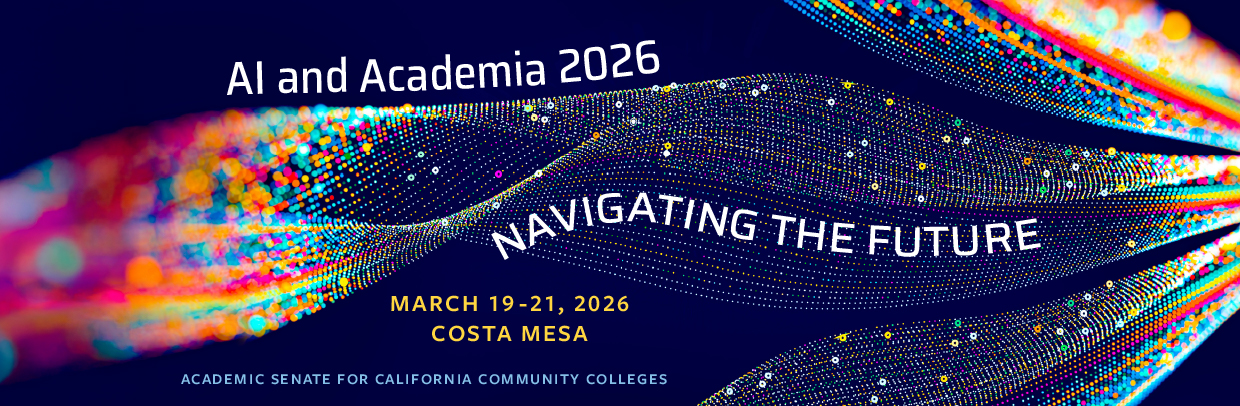 AI and Academia 2026
NAVIGATING THE FUTURE
MARCH 19-21, 2026
COSTA MESA
ACADEMIC SENATE FOR CALIFORNIA COMMUNITY COLLEGES